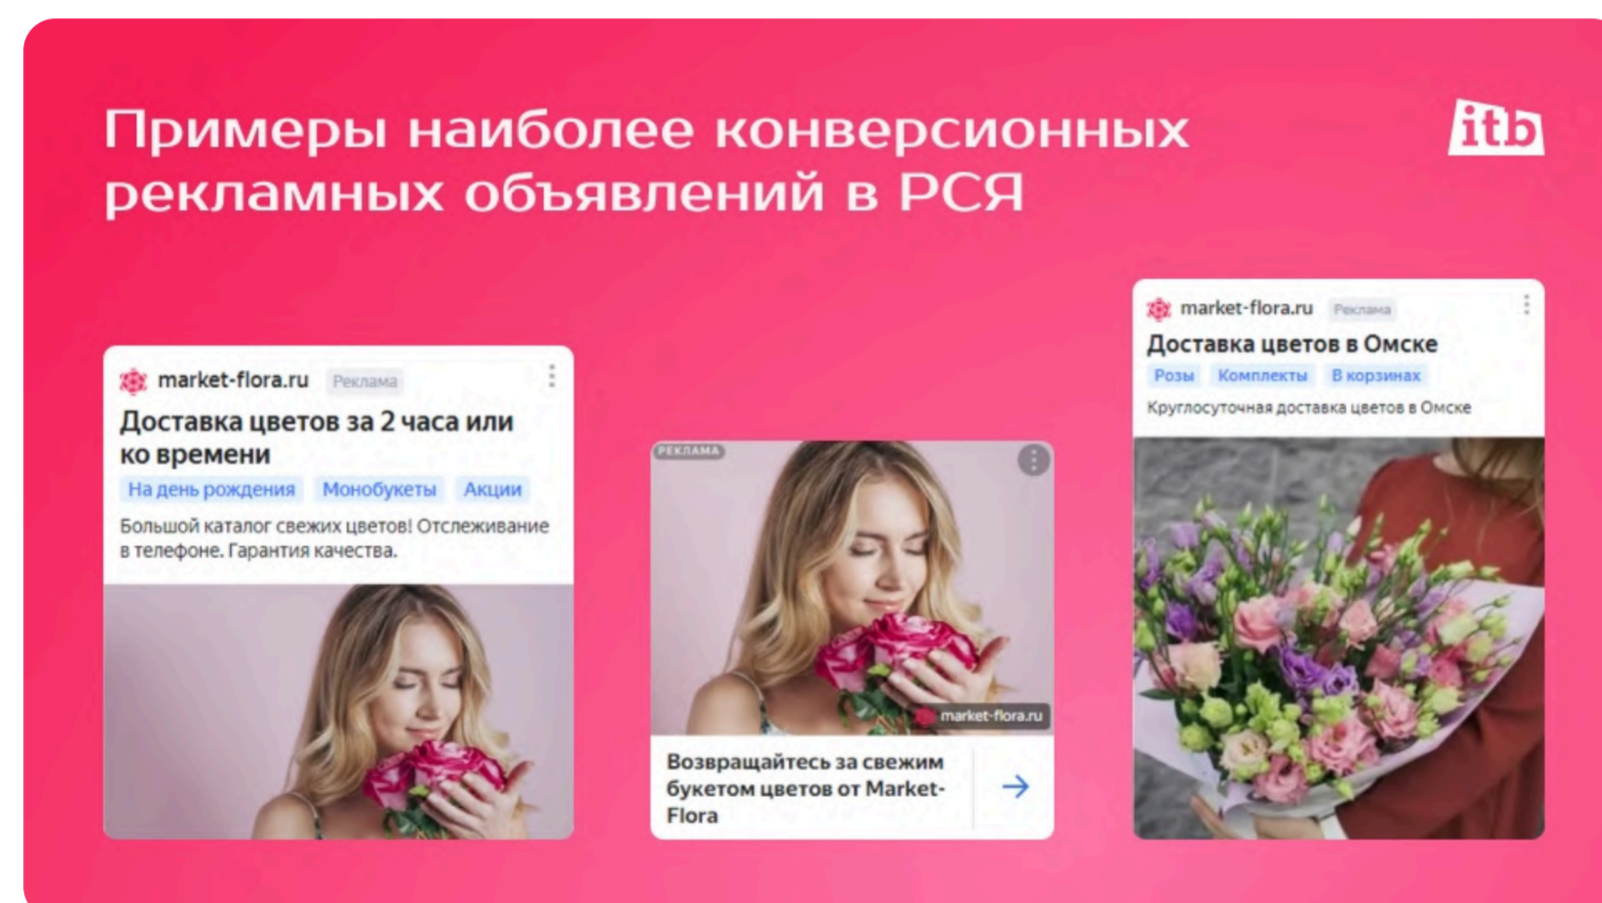 Примеры наиболее конверсионных
рекламных объявлений в РСЯ
itb
market-flora.ru Реклама
Доставка цветов за 2 часа или
ко времени
На день рождения Монобукеты Акции
Большой каталог свежих цветов! Отслеживание
в телефоне. Гарантия качества.
РЕКЛАМА
market-flora.ru
Возвращайтесь за свежим
букетом цветов от Market-
Flora
market-flora.ru Реклама
Доставка цветов в Омске
Розы Комплекты В корзинах
Круглосуточная доставка цветов в Омске